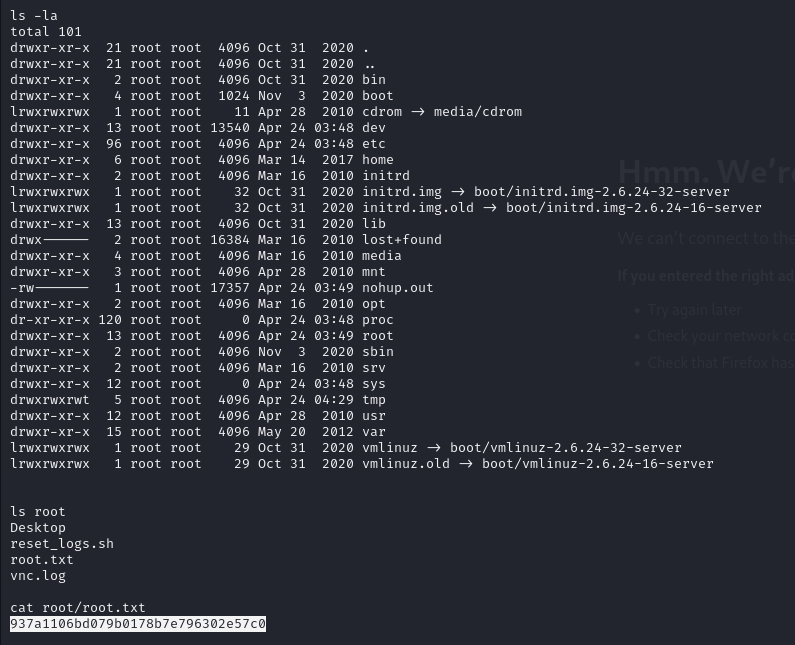 ls -la
total 101
drwxr-xr-x  21 root root  4096 Oct 31  2020 .
drwxr-xr-x  21 root root  4096 Oct 31  2020 ..
drwxr-xr-x   2 root root  4096 Oct 31  2020 bin
drwxr-xr-x   4 root root  1024 Nov  3  2020 boot
lrwxrwxrwx   1 root root    11 Apr 28  2010 cdrom → media/cdrom
drwxr-xr-x  13 root root 13540 Apr 24 03:48 dev
drwxr-xr-x  96 root root  4096 Apr 24 03:48 etc
drwxr-xr-x   6 root root  4096 Mar 14  2017 home
drwxr-xr-x   2 root root  4096 Mar 16  2010 initrd
lrwxrwxrwx   1 root root    32 Oct 31  2020 initrd.img → boot/initrd.img-2.6.24-32-server
lrwxrwxrwx   1 root root    32 Oct 31  2020 initrd.img.old → boot/initrd.img-2.6.24-16-server
drwxr-xr-x  13 root root  4096 Oct 31  2020 lib
drwx------   2 root root 16384 Mar 16  2010 lost+found
drwxr-xr-x   4 root root  4096 Mar 16  2010 media
drwxr-xr-x   3 root root  4096 Apr 28  2010 mnt
-rw-------   1 root root 17357 Apr 24 03:49 nohup.out
drwxr-xr-x   2 root root  4096 Mar 16  2010 opt
dr-xr-xr-x 120 root root     0 Apr 24 03:48 proc
drwxr-xr-x  13 root root  4096 Apr 24 03:49 root
drwxr-xr-x   2 root root  4096 Nov  3  2020 sbin
drwxr-xr-x   2 root root  4096 Mar 16  2010 srv
drwxr-xr-x  12 root root     0 Apr 24 03:48 sys
drwxrwxrwt   5 root root  4096 Apr 24 04:29 tmp
drwxr-xr-x  12 root root  4096 Apr 28  2010 usr
drwxr-xr-x  15 root root  4096 May 20  2012 var
lrwxrwxrwx   1 root root    29 Oct 31  2020 vmlinuz → boot/vmlinuz-2.6.24-32-server
lrwxrwxrwx   1 root root    29 Oct 31  2020 vmlinuz.old → boot/vmlinuz-2.6.24-16-server
ls root
Desktop
reset_logs.sh
root.txt
vnc.log
cat root/root.txt
937a1106bd079b0178b7e796302e57c0
Hmm. We're
We can't connect to the
If you entered the right ad
• Try again later
• Check your network co
• Check that Firefox has